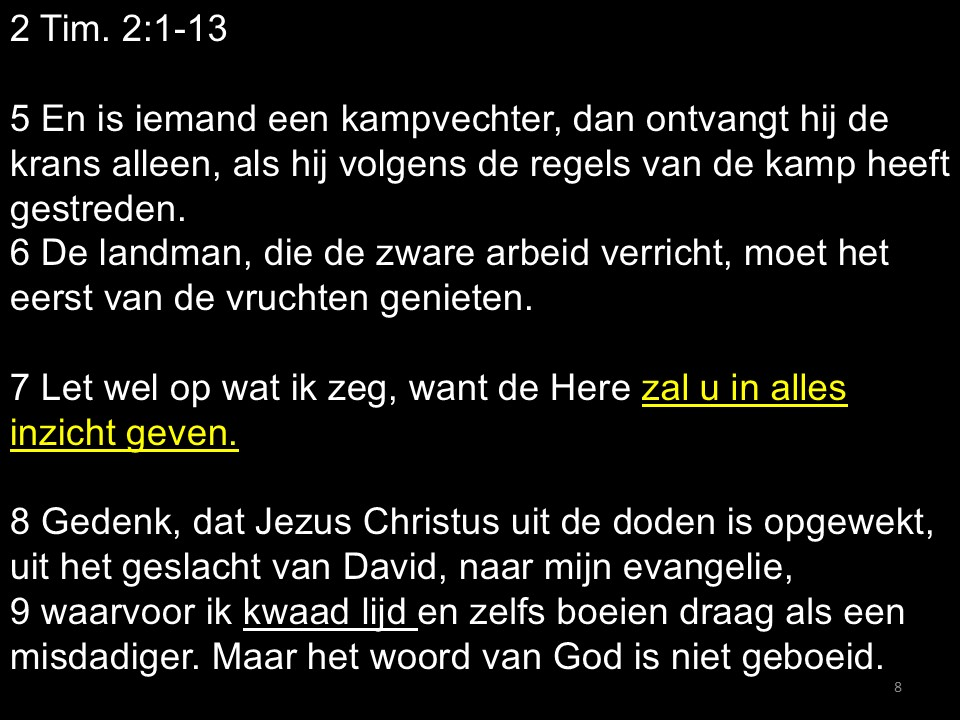 2 Tim. 2:1-13
5 En is iemand een kampvechter, dan ontvangt hij de
krans alleen, als hij volgens de regels van de kamp heeft
gestreden.
6 De landman, die de zware arbeid verricht, moet het
eerst van de vruchten genieten.
7 Let wel op wat ik zeg, want de Here zal u in alles
inzicht geven.
8 Gedenk, dat Jezus Christus uit de doden is opgewekt,
uit het geslacht van David, naar mijn evangelie,
9 waarvoor ik kwaad lijd en zelfs boeien draag als een
misdadiger. Maar het woord van God is niet geboeid.
8